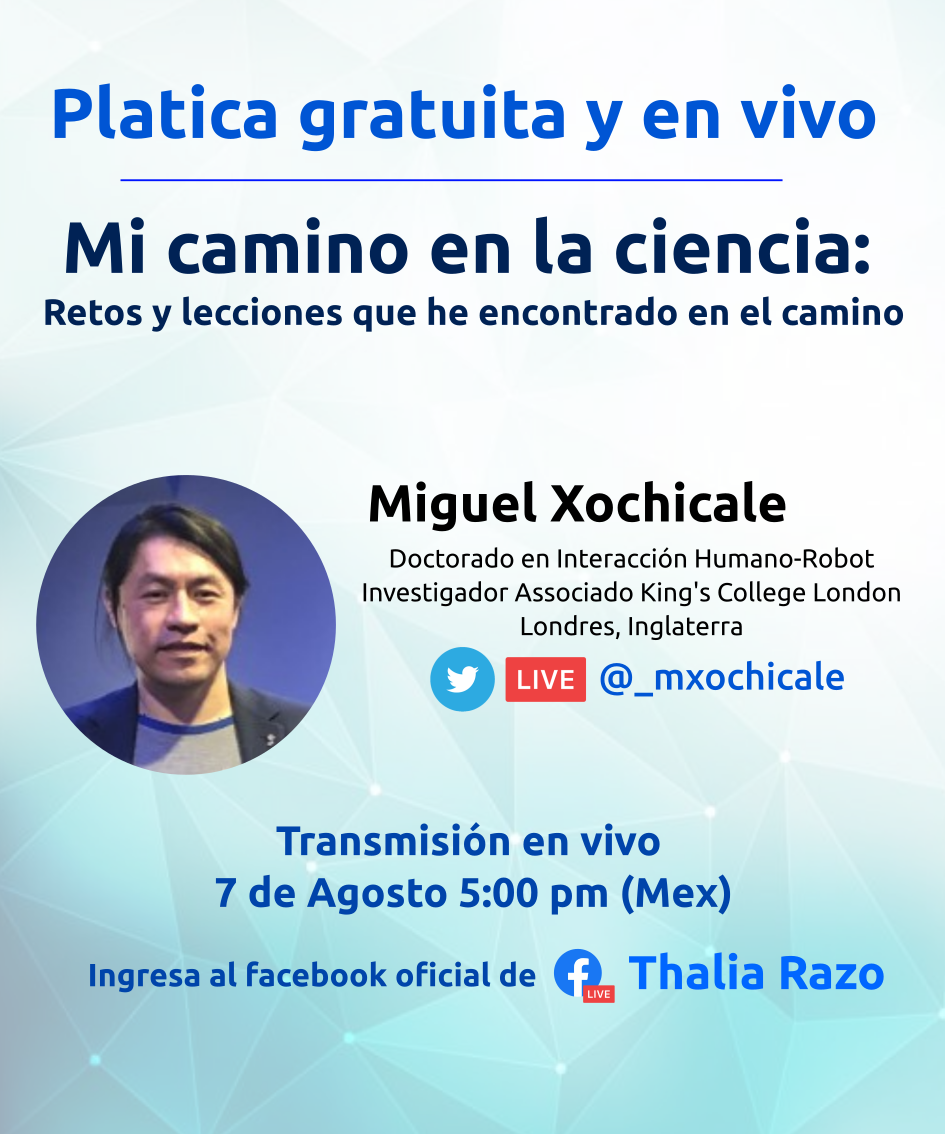 Platica gratuita y en vivo
Mi camino en la ciencia:
Retos y lecciones que he encontrado en el camino
Miguel Xochicale
Doctorado en Interacción Humano-Robot
Investigador Associado King's College London
Londres, Inglaterra
LIVE @_mxochicale
Transmisión en vivo
7 de Agosto 5:00 pm (Mex)
Ingresa al facebook oficial de f LIVE Thalia Razo